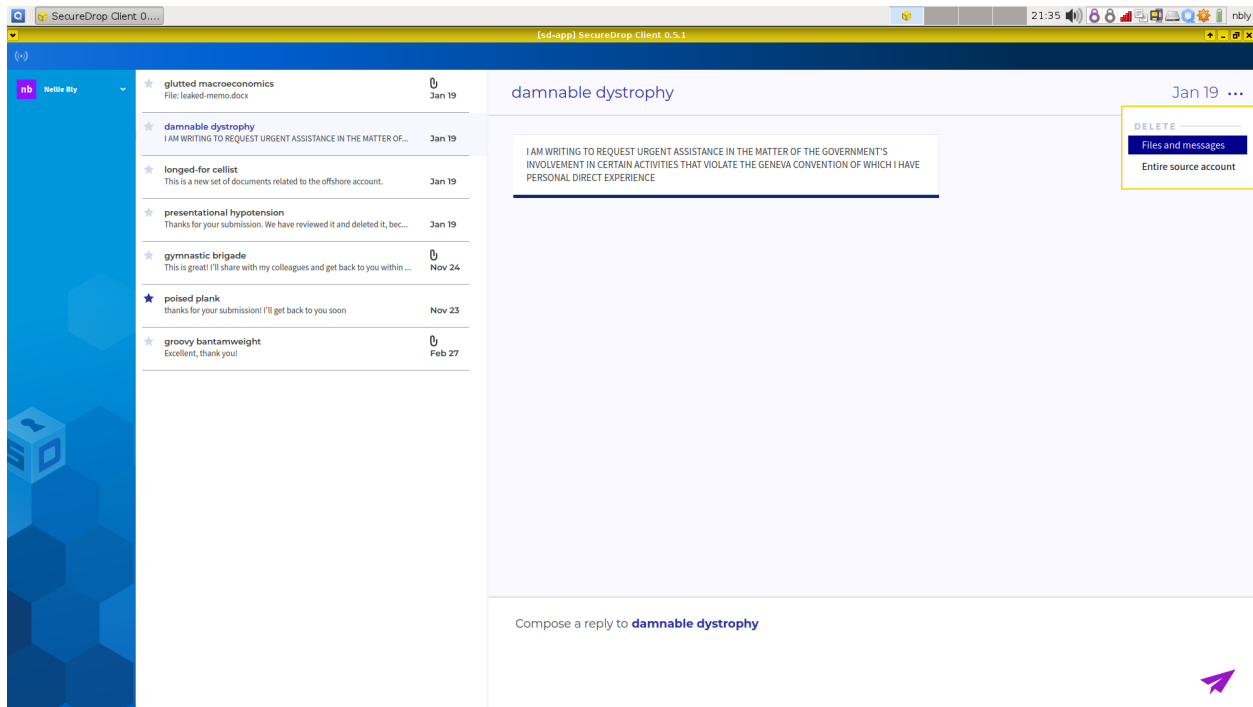 SecureDrop Client 0....
21:35
nbly
[sd-app] SecureDrop Client 0.5.1
nb
Nellie Bly
glutted macroeconomics
File: leaked-memo.docx
Jan 19
damnable dystrophy
I AM WRITING TO REQUEST URGENT ASSISTANCE IN THE MATTER OF...
Jan 19
longed-for cellist
This is a new set of documents related to the offshore account.
Jan 19
presentational hypotension
Thanks for your submission. We have reviewed it and deleted it, bec...
Jan 19
gymnastic brigade
This is great! I'll share with my colleagues and get back to you within ...
Nov 24
poised plank
thanks for your submission! I'll get back to you soon
Nov 23
groovy bantamweight
Excellent, thank you!
Feb 27
SD
damnable dystrophy
Jan 19
DELETE
Files and messages
Entire source account
I AM WRITING TO REQUEST URGENT ASSISTANCE IN THE MATTER OF THE GOVERNMENT'S
INVOLVEMENT IN CERTAIN ACTIVITIES THAT VIOLATE THE GENEVA CONVENTION OF WHICH I HAVE
PERSONAL DIRECT EXPERIENCE
Compose a reply to damnable dystrophy